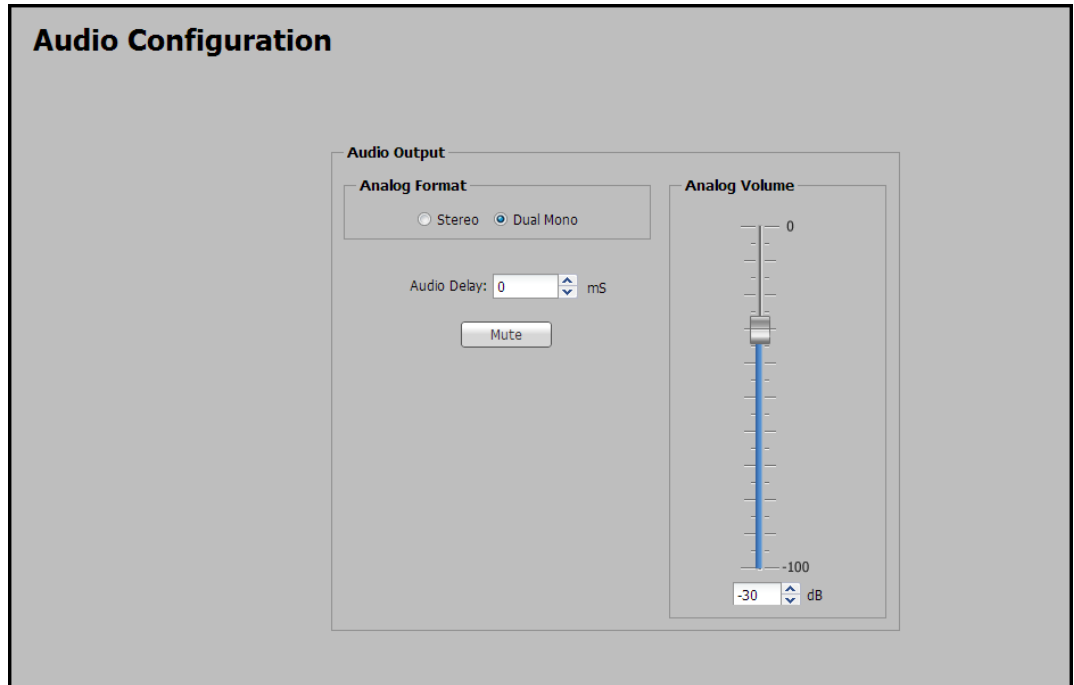 Audio Configuration
Audio Output
Analog Format
Stereo Dual Mono
Audio Delay: 0 mS
Mute
Analog Volume
0
-100
-30 dB